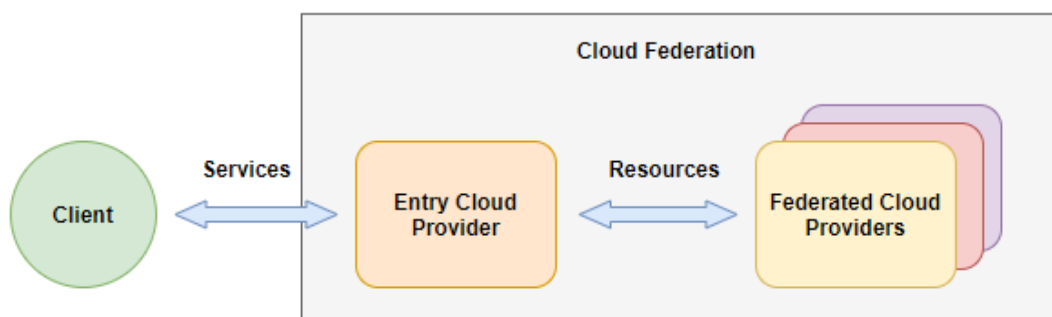 Cloud Federation
Services
Resources
Client
Entry Cloud
Provider
Federated Cloud
Providers